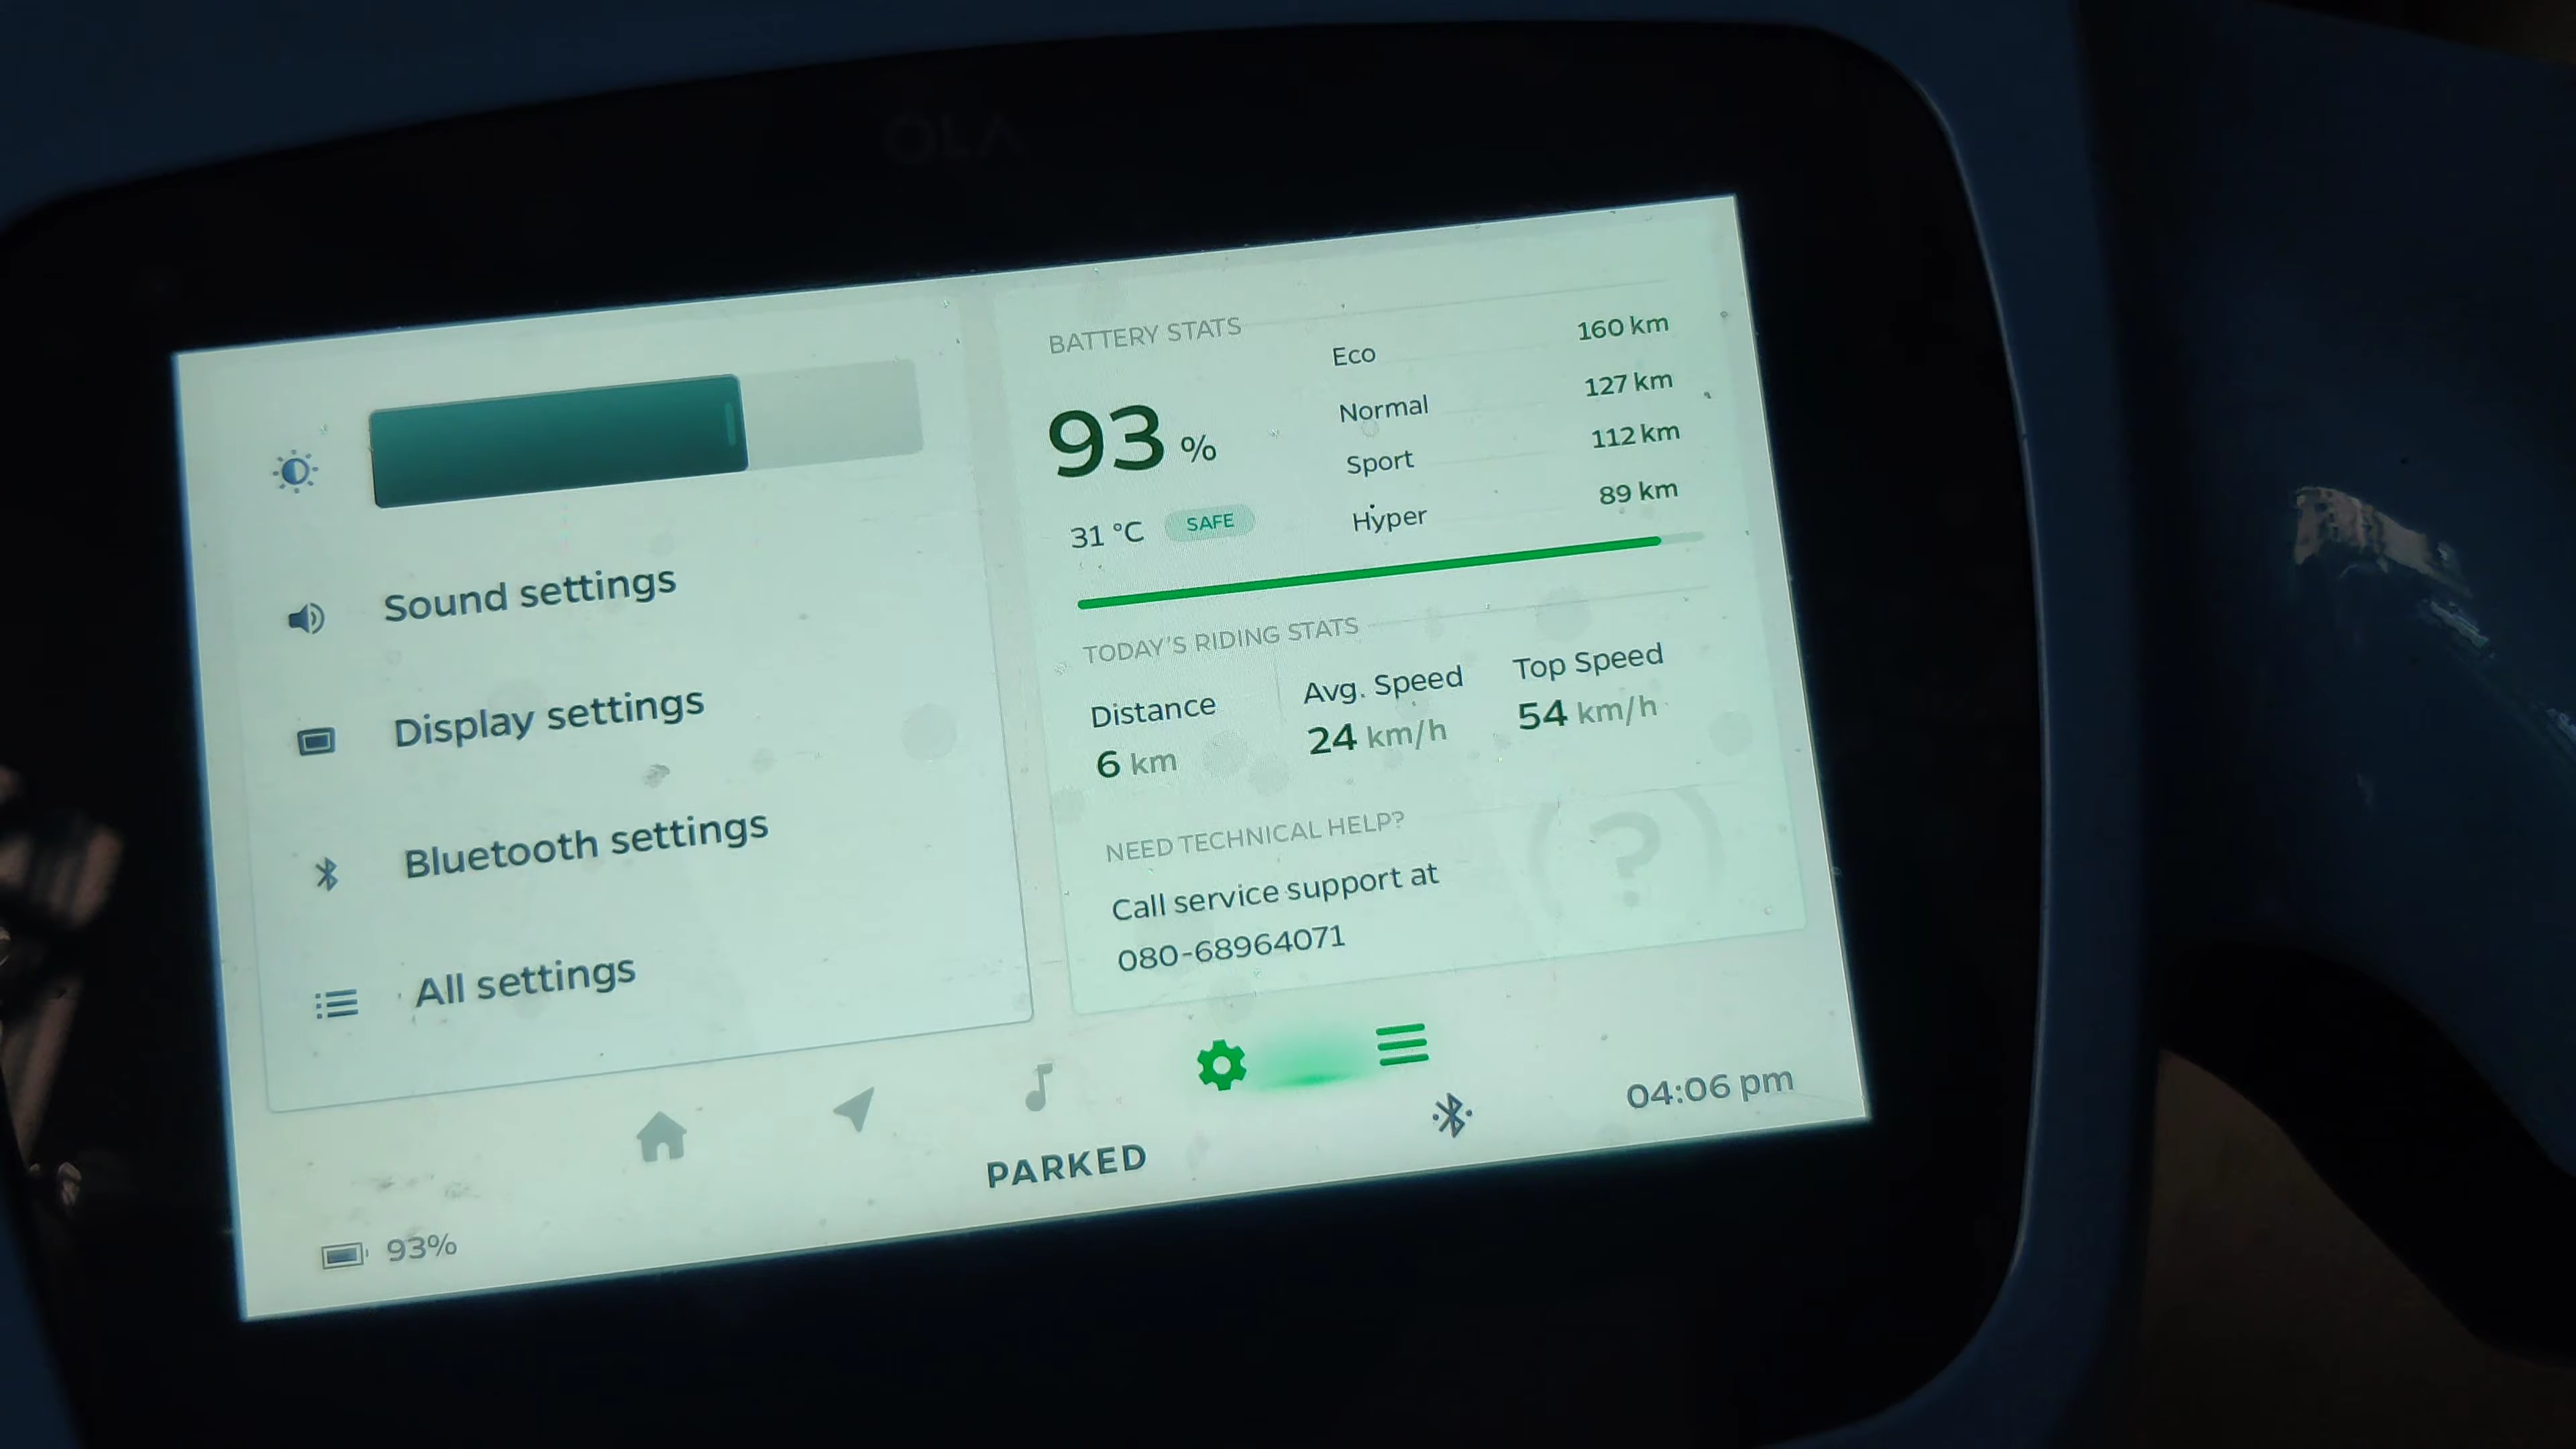 OLA
Sound settings
Display settings
Bluetooth settings
All settings
BATTERY STATS
93 %
31 °C SAFE
Eco 160 km
Normal 127 km
Sport 112 km
Hyper 89 km
TODAY'S RIDING STATS
Distance
6 km
Avg. Speed
24 km/h
Top Speed
54 km/h
NEED TECHNICAL HELP?
Call service support at
080-68964071
?
93%
PARKED
04:06 pm